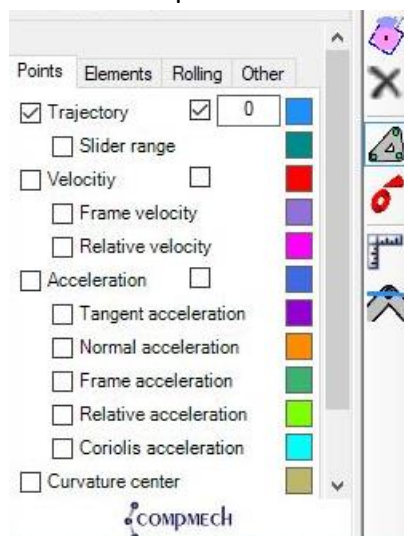 Points Elements Rolling Other
Trajectory 0
Slider range
Velocitiy
Frame velocity
Relative velocity
Acceleration
Tangent acceleration
Normal acceleration
Frame acceleration
Relative acceleration
Coriolis acceleration
Curvature center
COMPMECH